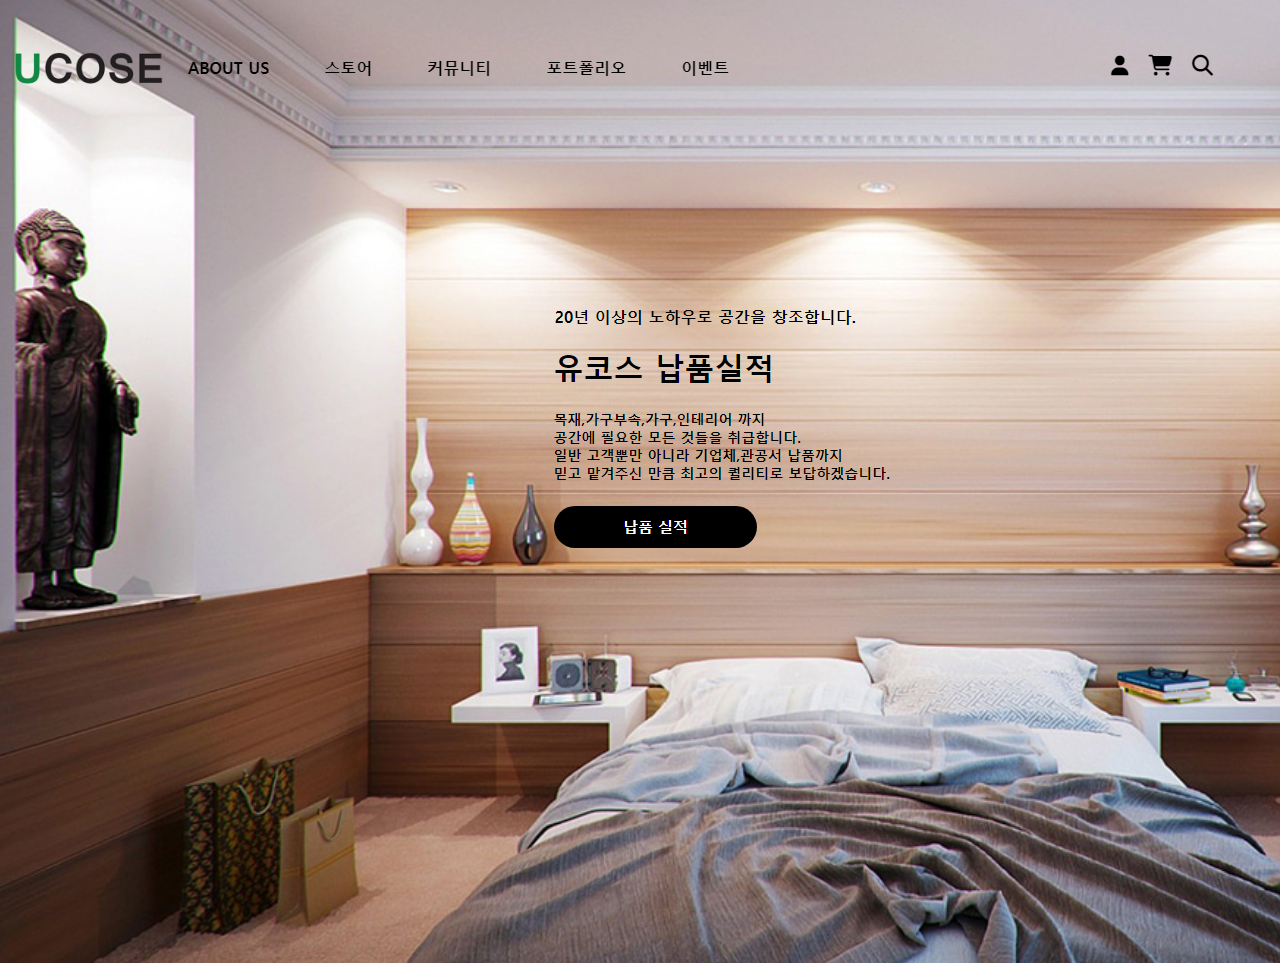 UCOSE ABOUT US 스토어 커뮤니티 포트폴리오 이벤트
20년 이상의 노하우로 공간을 창조합니다.
유코스 납품실적
목재,가구부속,가구,인테리어 까지
공간에 필요한 모든 것들을 취급합니다.
일반 고객뿐만 아니라 기업체,관공서 납품까지
믿고 맡겨주신 만큼 최고의 퀄리티로 보답하겠습니다.
납품 실적